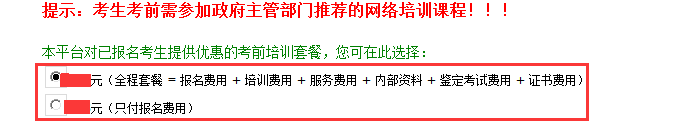 提示：考生考前需参加政府主管部门推荐的网络培训课程！！！
本平台对已报名考生提供优惠的考前培训套餐，您可在此选择：
元（全程套餐 = 报名费用 + 培训费用 + 服务费用 + 内部资料 + 鉴定考试费用 + 证书费用）
元（只付报名费用）